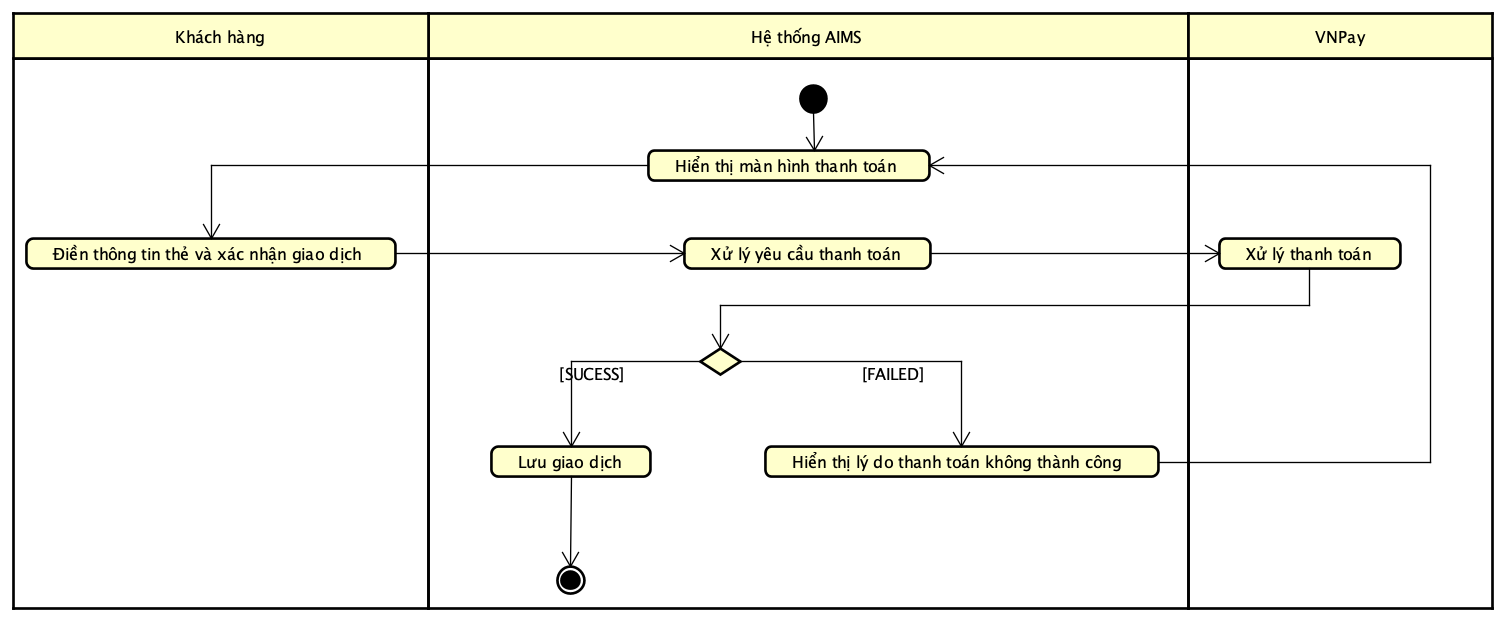 Khách hàng
Hệ thống AIMS
VNPay
Hiển thị màn hình thanh toán
Điền thông tin thẻ và xác nhận giao dịch
Xử lý yêu cầu thanh toán
Xử lý thanh toán
[SUCESS]
[FAILED]
Lưu giao dịch
Hiển thị lý do thanh toán không thành công